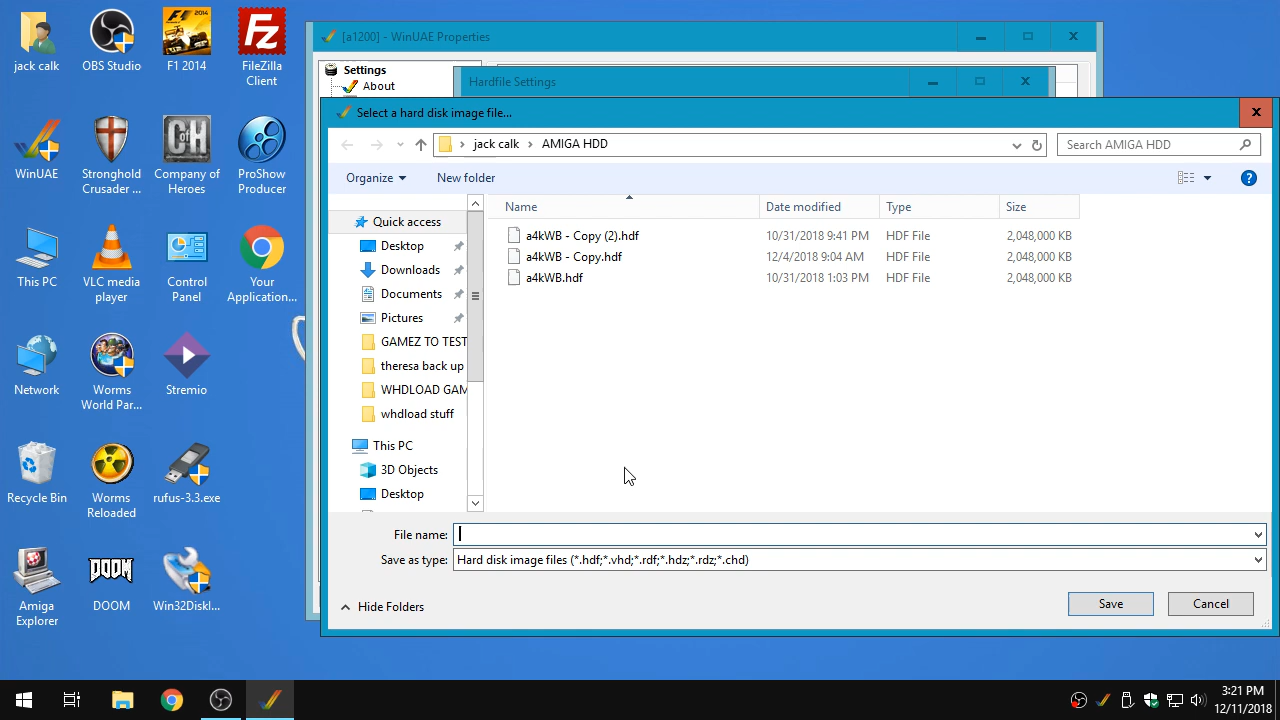 jack calk
OBS Studio
F1 2014
FileZilla
Client
WinUAE
Stronghold
Crusader ...
Company of
Heroes
ProShow
Producer
This PC
VLC media
player
Control
Panel
Your
Application...
Network
Worms
World Par...
Stremio
Recycle Bin
Worms
Reloaded
rufus-3.3.exe
Amiga
Explorer
DOOM
DOOM
Win32DiskI...
[a1200] - WinUAE Properties
Settings
About
Hardfile Settings
Select a hard disk image file...
jack calk > AMIGA HDD
Search AMIGA HDD
Organize
New folder
Quick access
Desktop
Downloads
Documents
Pictures
GAMEZ TO TEST
theresa back up
WHDLOAD GAM
whdload stuff
This PC
3D Objects
Desktop
Name Date modified Type Size
a4kWB - Copy (2).hdf 10/31/2018 9:41 PM HDF File 2,048,000 KB
a4kWB - Copy.hdf 12/4/2018 9:04 AM HDF File 2,048,000 KB
a4kWB.hdf 10/31/2018 1:03 PM HDF File 2,048,000 KB
File name:
Save as type: Hard disk image files (*.hdf;*.vhd;*.rdf;*.hdz;*.rdz;*.chd)
Hide Folders
Save
Cancel
3:21 PM
12/11/2018